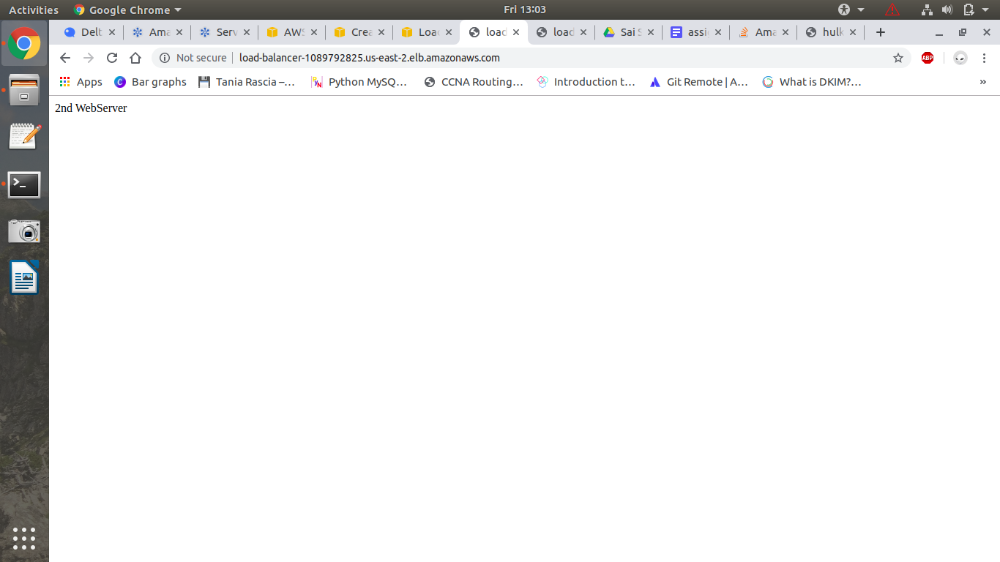 Activities Google Chrome Fri 13:03
Delt Ama Serv AWS Crea Load load load Sai S assig Ama hulk
Not secure load-balancer-1089792825.us-east-2.elb.amazonaws.com ABP
Apps Bar graphs Tania Rascia –... Python MySQ... CCNA Routing... Introduction t... Git Remote | A... What is DKIM?... »
2nd WebServer